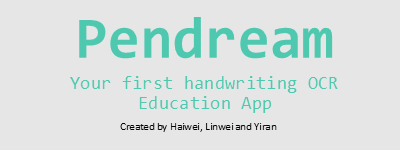 Pendream
Your first handwriting OCR
Education App
Created by Haiwei, Linwei and Yiran